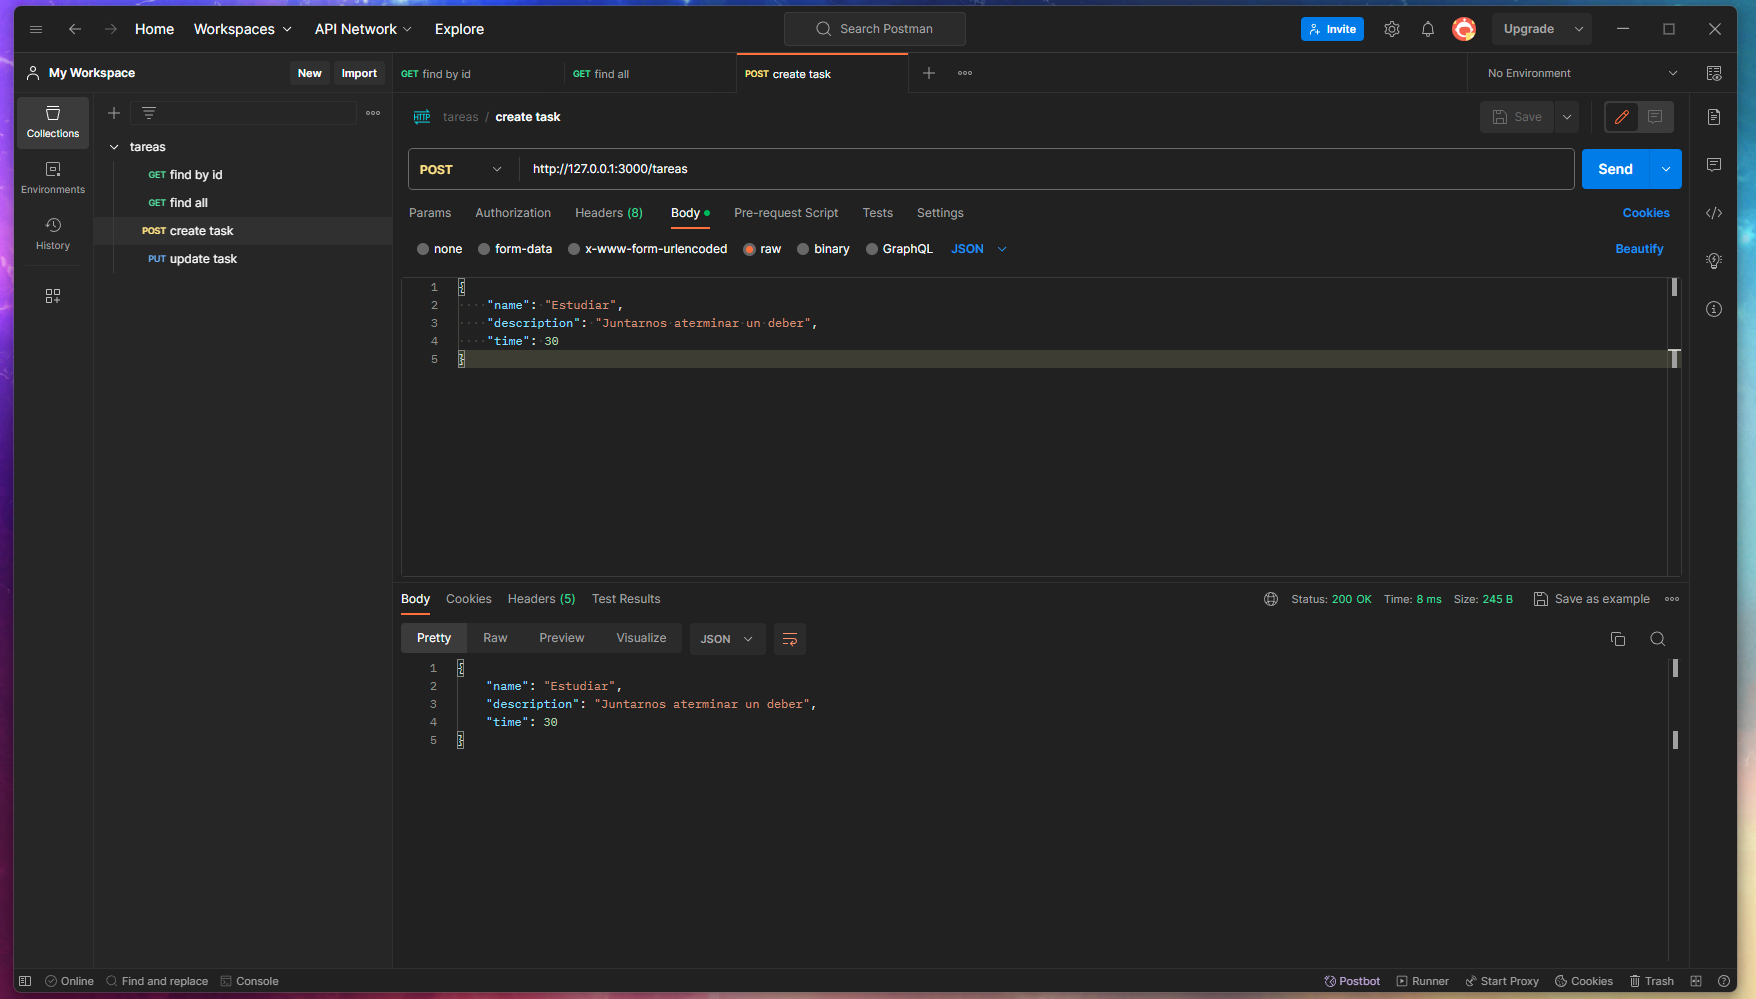 Home Workspaces API Network Explore Search Postman Invite Upgrade
My Workspace New Import GET find by id GET find all POST create task No Environment
Collections
Environments
History
tareas
GET find by id
GET find all
POST create task
PUT update task
HTTP tareas / create task Save
POST http://127.0.0.1:3000/tareas Send
Params Authorization Headers (8) Body Pre-request Script Tests Settings Cookies
none form-data x-www-form-urlencoded raw binary GraphQL JSON Beautify
1 {
2 "name": "Estudiar",
3 "description": "Juntarnos aterminar un deber",
4 "time": 30
5 }
Body Cookies Headers (5) Test Results Status: 200 OK Time: 8 ms Size: 245 B Save as example
Pretty Raw Preview Visualize JSON
1 {
2 "name": "Estudiar",
3 "description": "Juntarnos aterminar un deber",
4 "time": 30
5 }
Online Find and replace Console Postbot Runner Start Proxy Cookies Trash